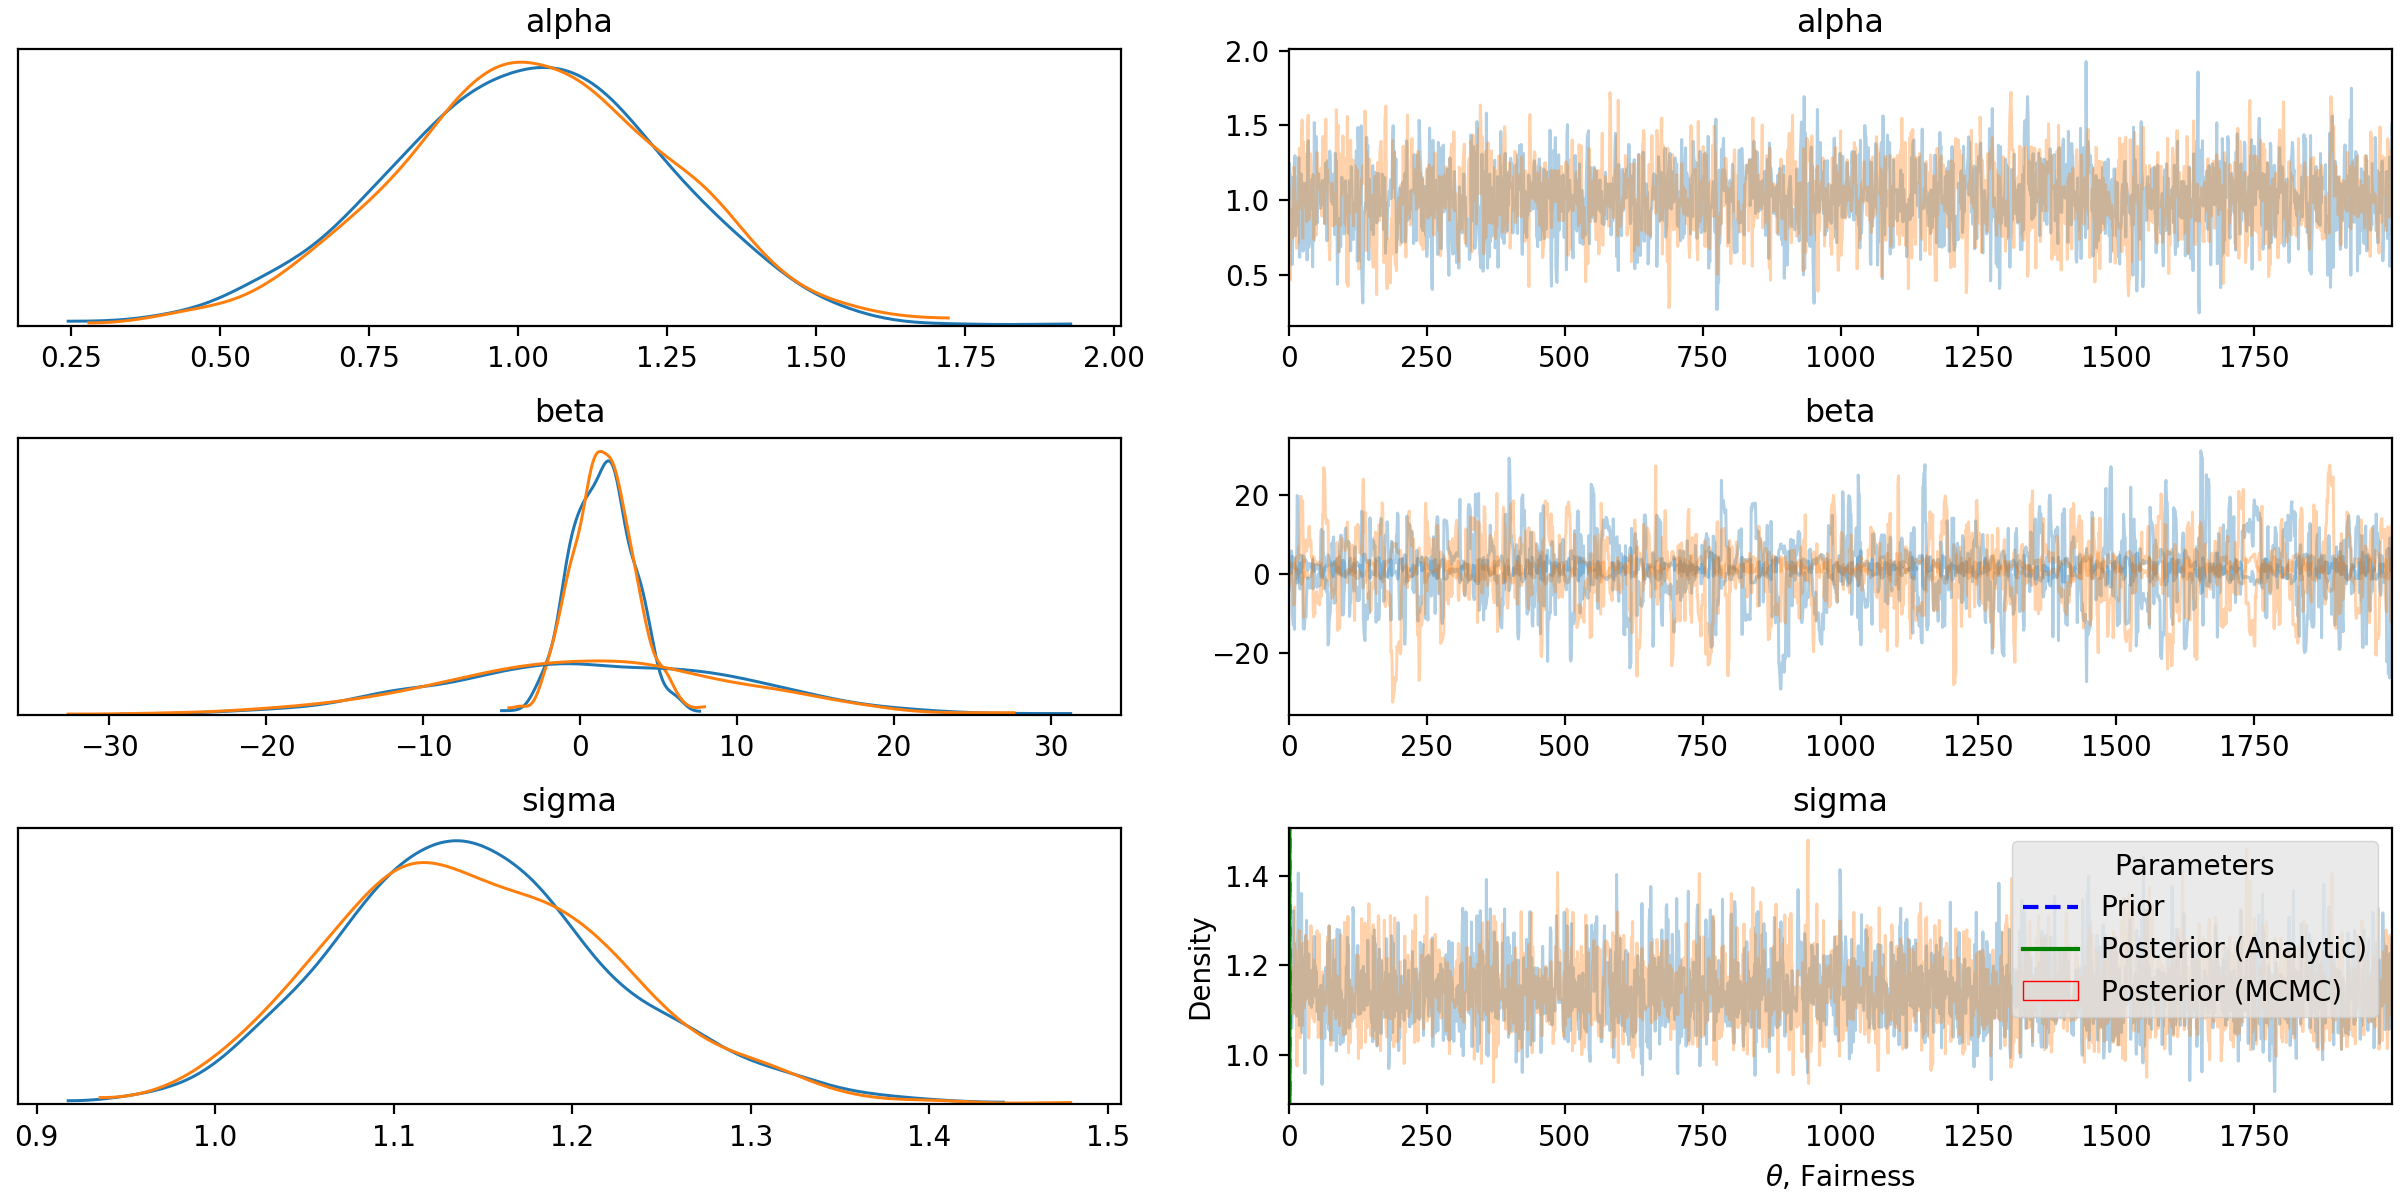 alpha
0.25 0.50 0.75 1.00 1.25 1.50 1.75 2.00
alpha
2.0
1.5
1.0
0.5
0 250 500 750 1000 1250 1500 1750
beta
−30 −20 −10 0 10 20 30
beta
20
0
−20
0 250 500 750 1000 1250 1500 1750
sigma
0.9 1.0 1.1 1.2 1.3 1.4 1.5
sigma
Density
1.4
1.2
1.0
Parameters
Prior
Posterior (Analytic)
Posterior (MCMC)
0 250 500 750 1000 1250 1500 1750
θ, Fairness